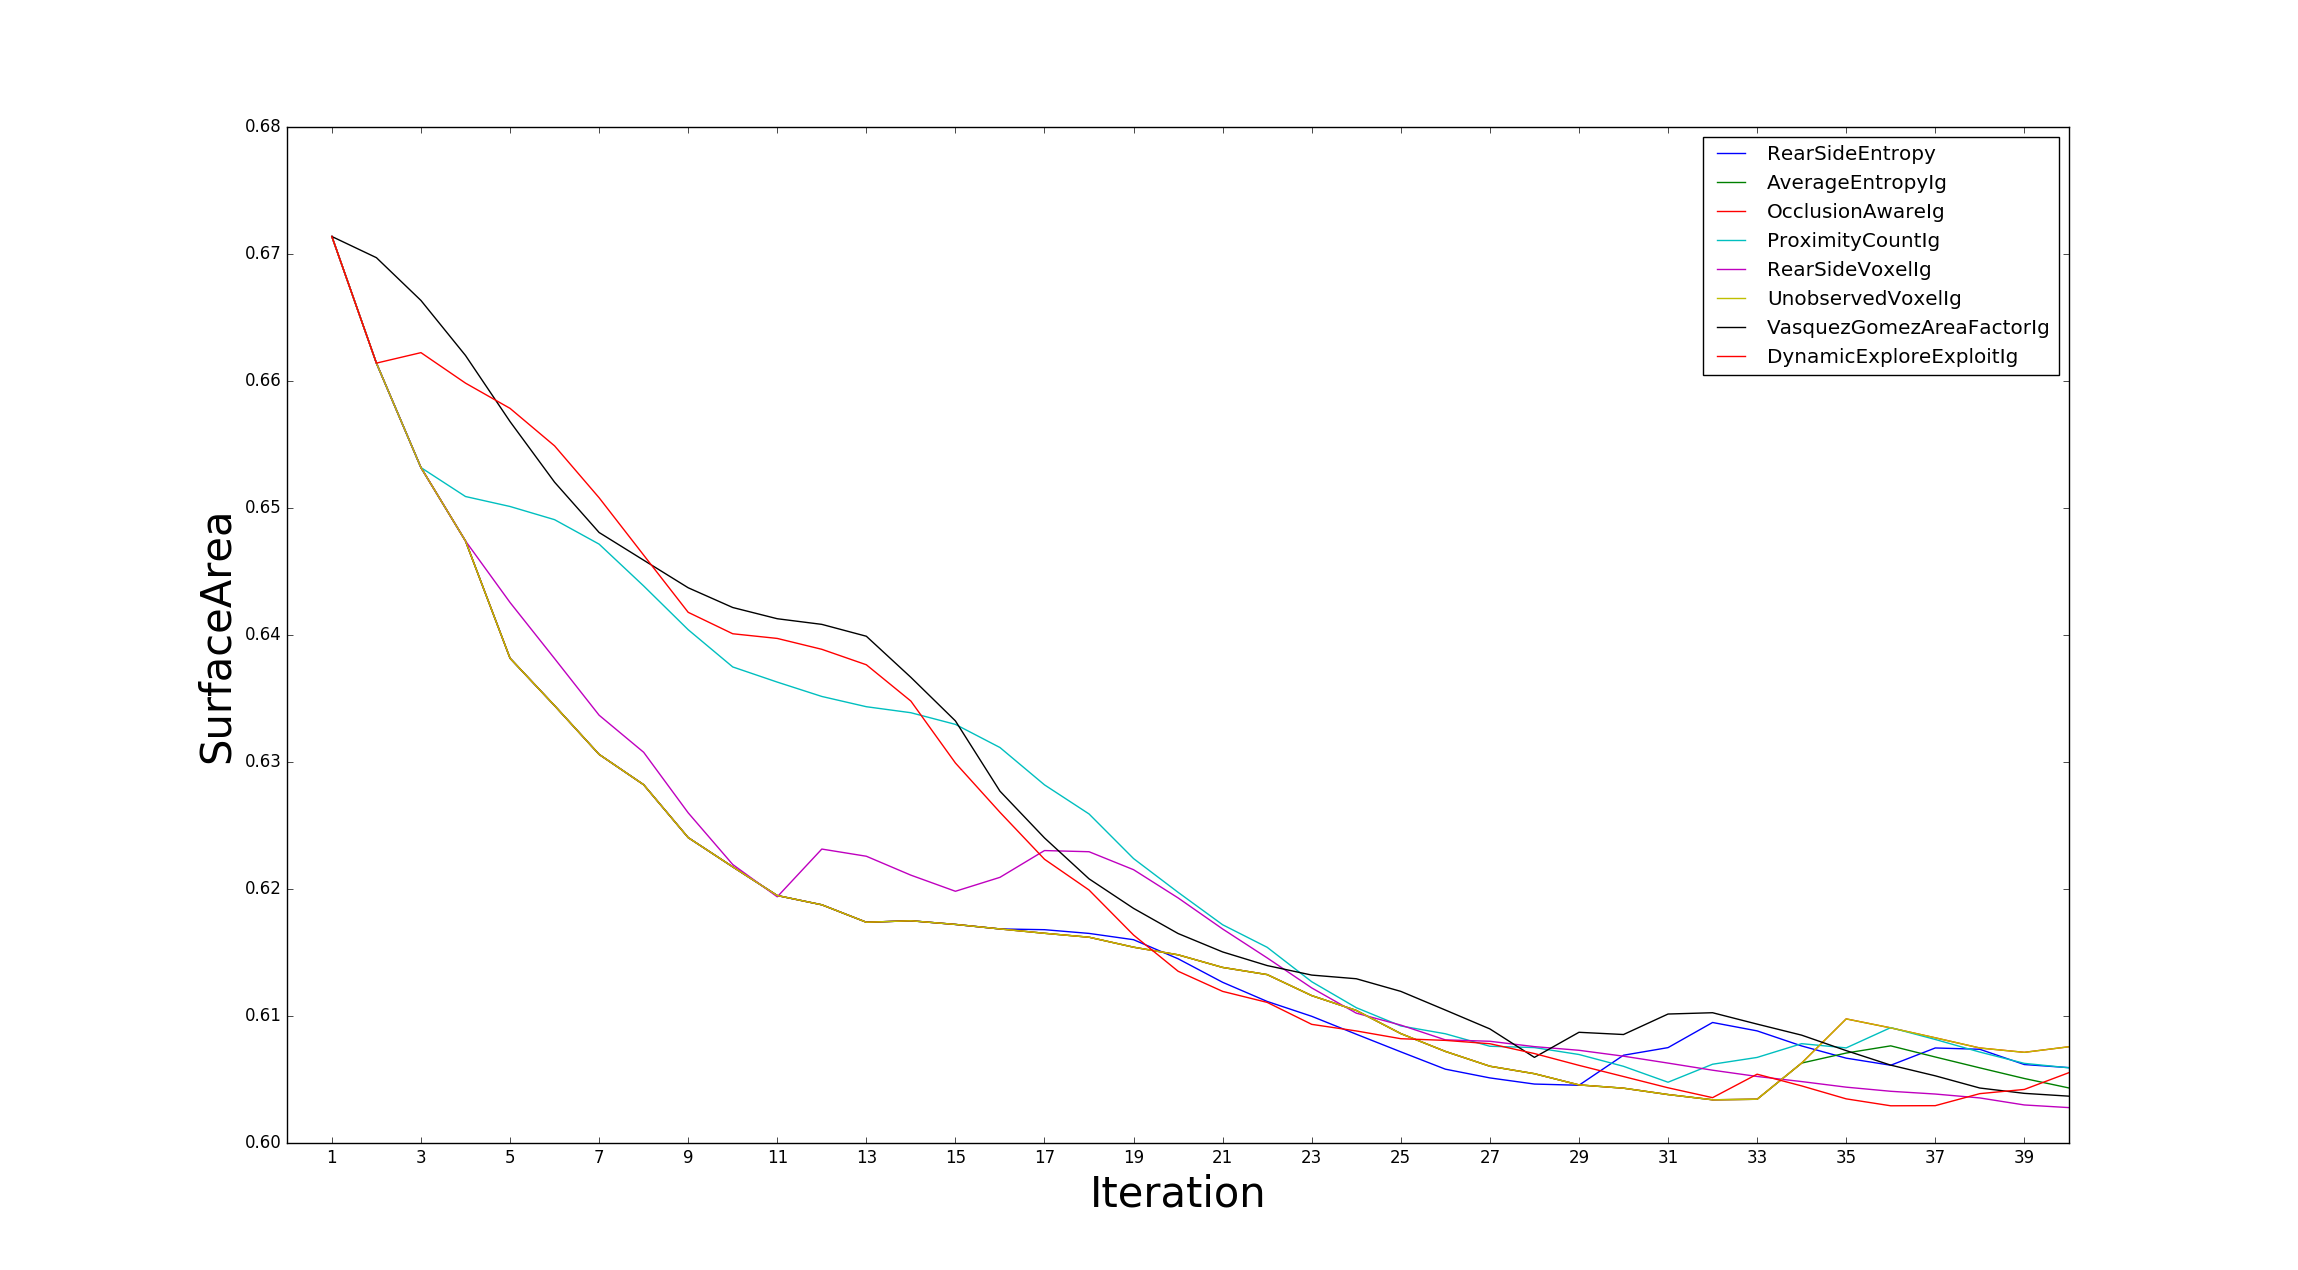 0.68
0.67
0.66
0.65
0.64
0.63
0.62
0.61
0.60
SurfaceArea
1 3 5 7 9 11 13 15 17 19 21 23 25 27 29 31 33 35 37 39
Iteration
RearSideEntropy
AverageEntropyIg
OcclusionAwareIg
ProximityCountIg
RearSideVoxelIg
UnobservedVoxelIg
VasquezGomezAreaFactorIg
DynamicExploreExploitIg